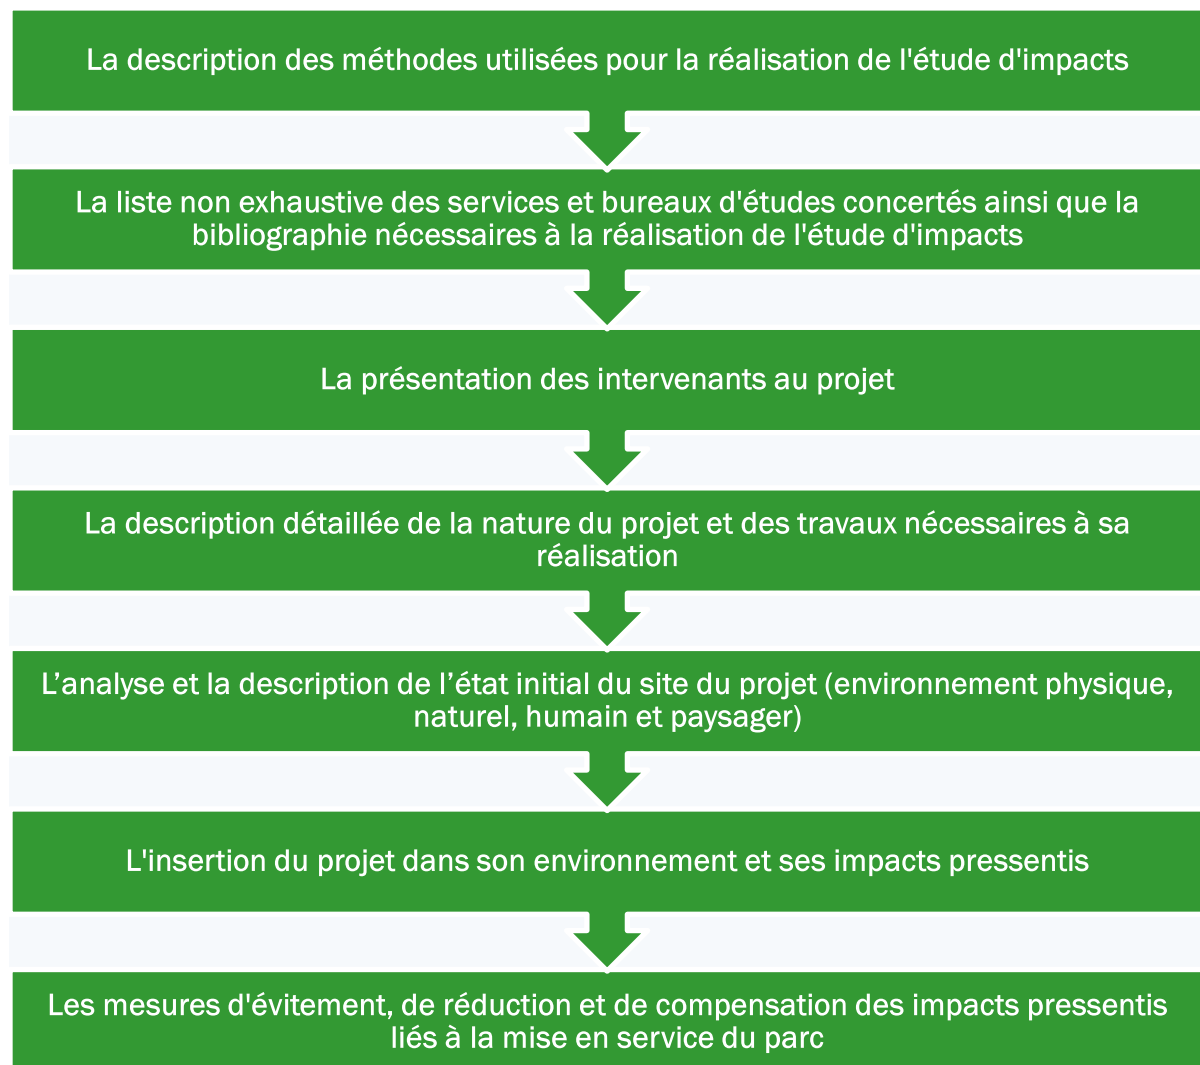 La description des méthodes utilisées pour la réalisation de l'étude d'impacts
La liste non exhaustive des services et bureaux d'études concertés ainsi que la
bibliographie nécessaires à la réalisation de l'étude d'impacts
La présentation des intervenants au projet
La description détaillée de la nature du projet et des travaux nécessaires à sa
réalisation
L’analyse et la description de l’état initial du site du projet (environnement physique,
naturel, humain et paysager)
L'insertion du projet dans son environnement et ses impacts pressentis
Les mesures d'évitement, de réduction et de compensation des impacts pressentis
liés à la mise en service du parc